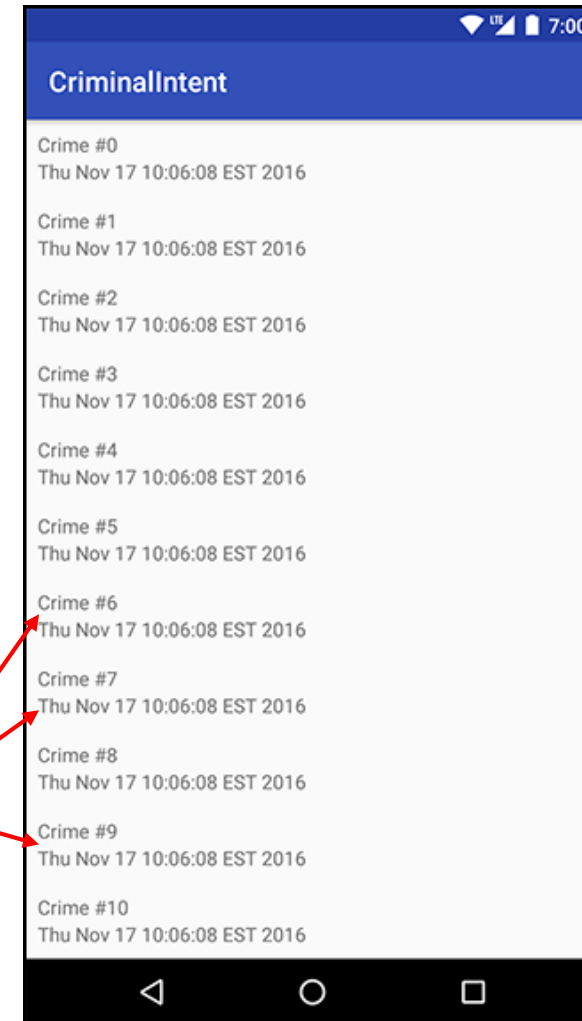 LTE 7:00
CriminalIntent
Crime #0
Thu Nov 17 10:06:08 EST 2016
Crime #1
Thu Nov 17 10:06:08 EST 2016
Crime #2
Thu Nov 17 10:06:08 EST 2016
Crime #3
Thu Nov 17 10:06:08 EST 2016
Crime #4
Thu Nov 17 10:06:08 EST 2016
Crime #5
Thu Nov 17 10:06:08 EST 2016
Crime #6
Thu Nov 17 10:06:08 EST 2016
Crime #7
Thu Nov 17 10:06:08 EST 2016
Crime #8
Thu Nov 17 10:06:08 EST 2016
Crime #9
Thu Nov 17 10:06:08 EST 2016
Crime #10
Thu Nov 17 10:06:08 EST 2016